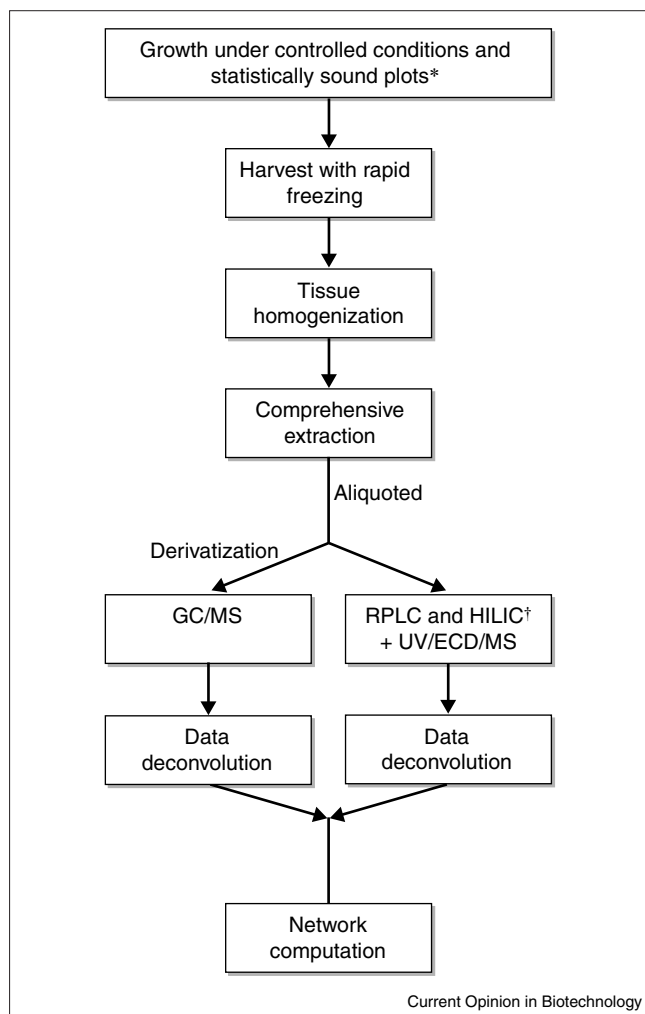 Growth under controlled conditions and
statistically sound plots*
Harvest with rapid
freezing
Tissue
homogenization
Comprehensive
extraction
Aliquoted
Derivatization
GC/MS
RPLC and HILIC†
+ UV/ECD/MS
Data
deconvolution
Data
deconvolution
Network
computation
Current Opinion in Biotechnology